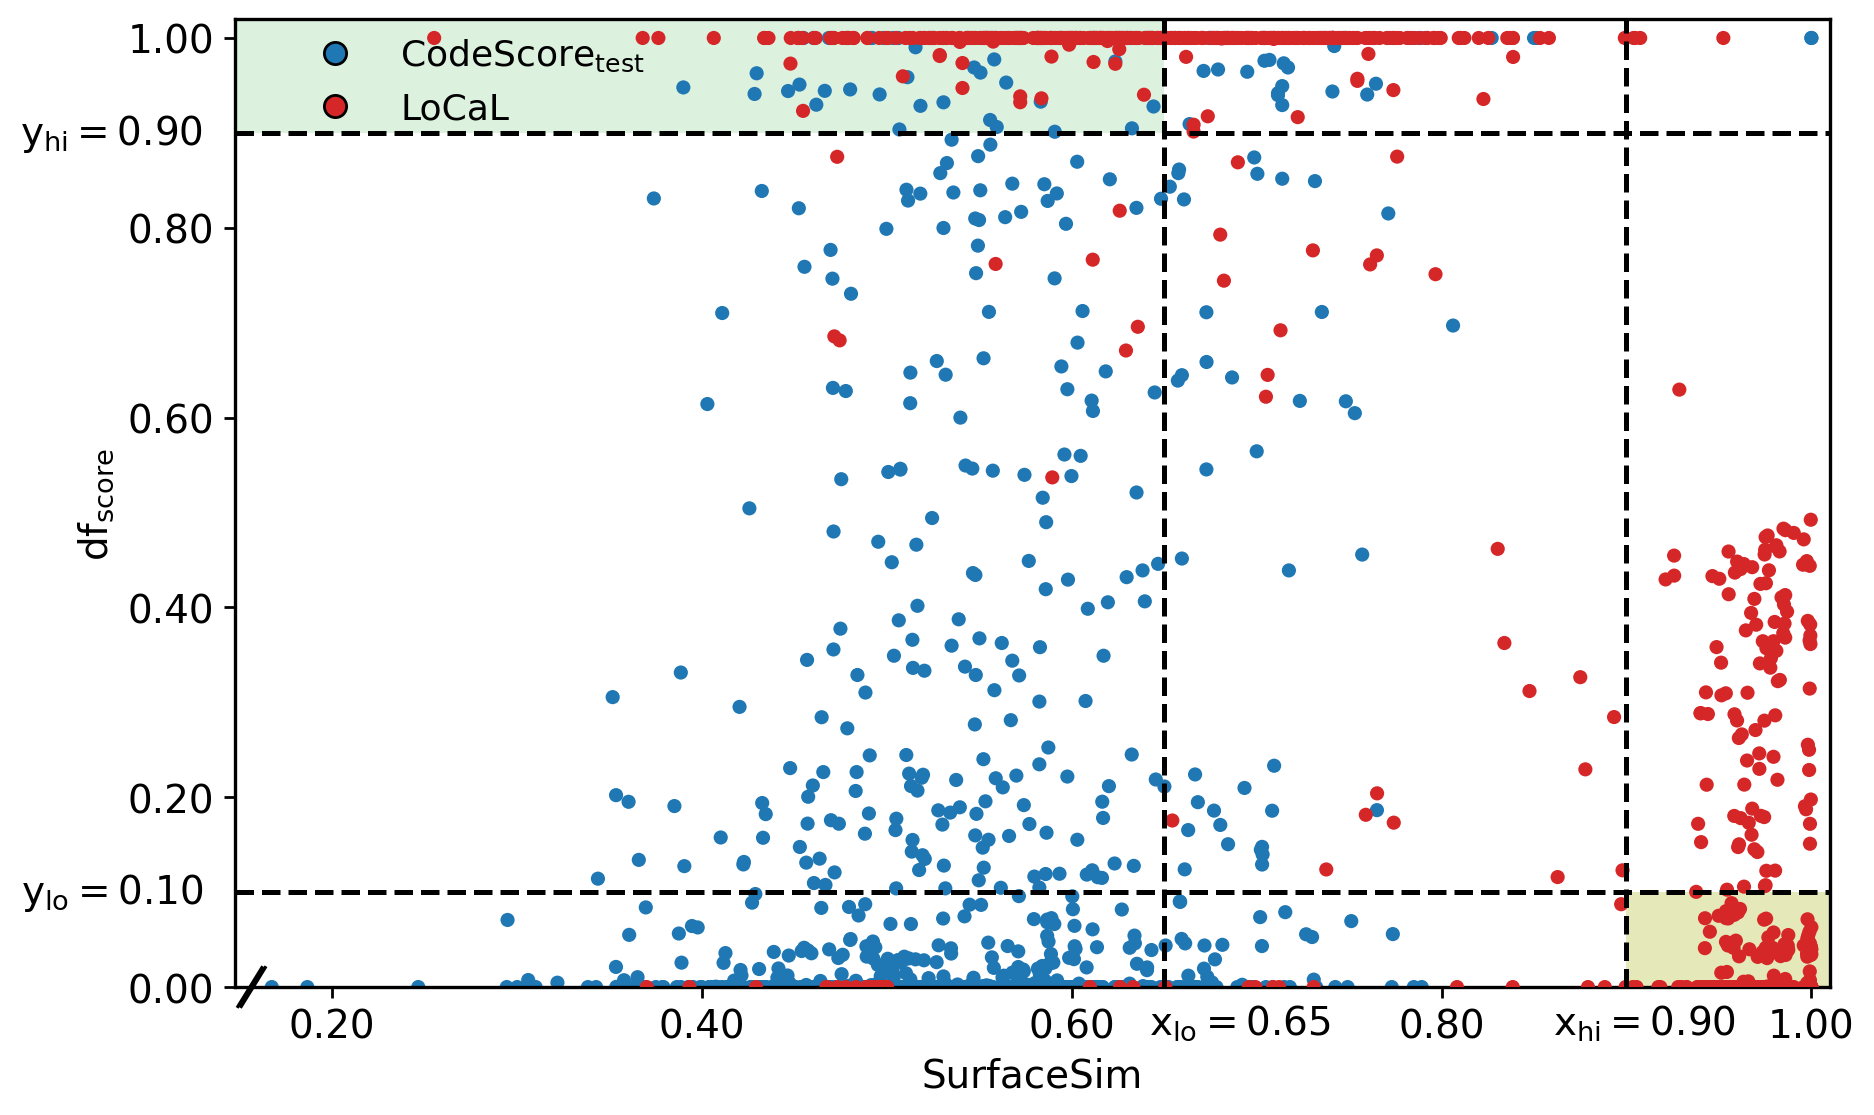 1.00
CodeScore_test
LoCaL
y_hi = 0.90
0.80
0.60
df_score
0.40
0.20
y_lo = 0.10
0.00
0.20 0.40 0.60 x_lo = 0.65 0.80 x_hi = 0.90 1.00
SurfaceSim